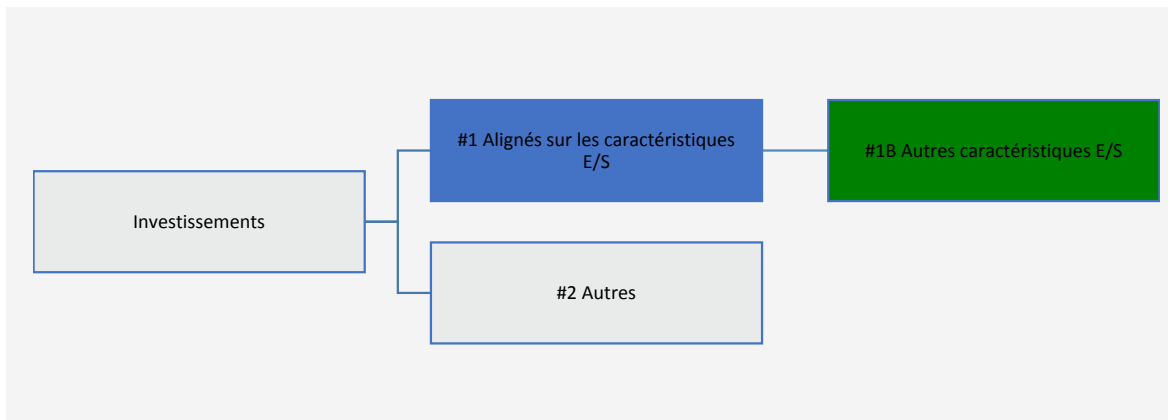 #1 Alignés sur les caractéristiques
E/S
#1B Autres caractéristiques E/S
Investissements
#2 Autres